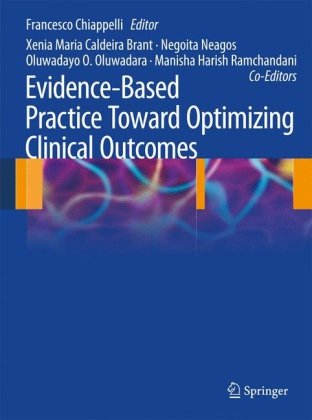 Francesco Chiappelli Editor
Xenia Maria Caldeira Brant · Negoita Neagos
Oluwadayo O. Oluwadara · Manisha Harish Ramchandani
Co-Editors
Evidence-Based
Practice Toward Optimizing
Clinical Outcomes
Springer